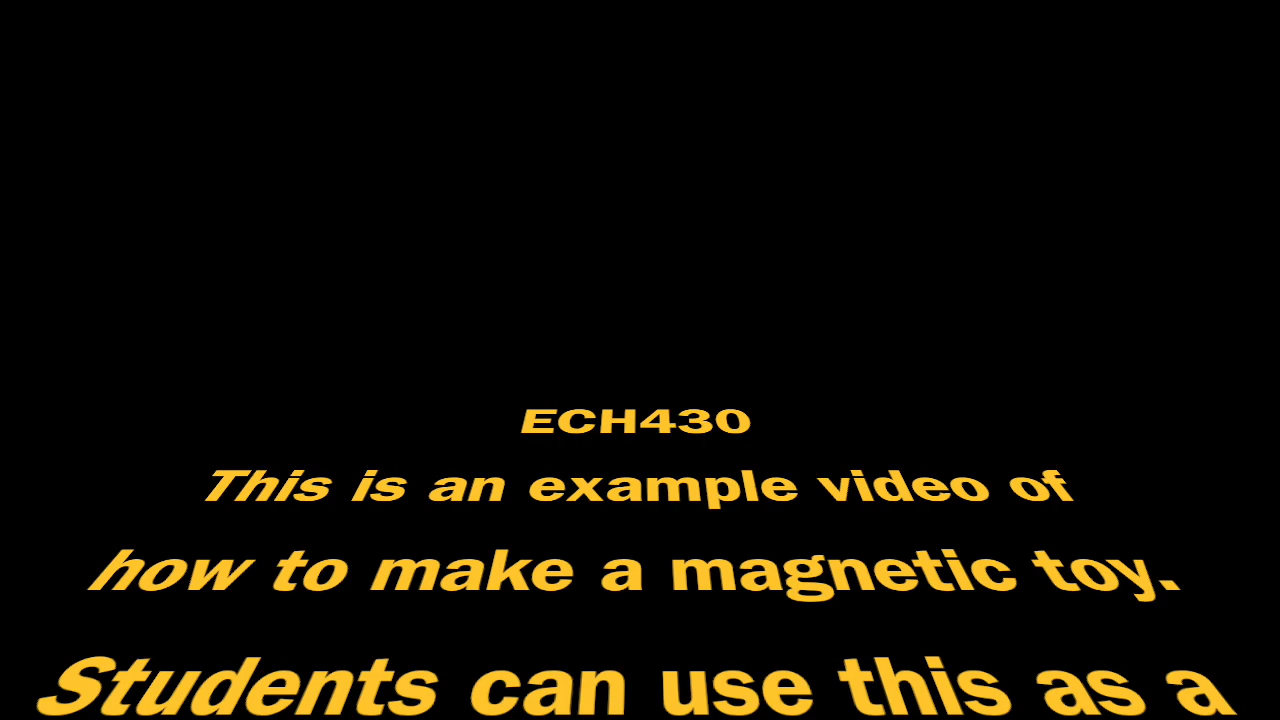 ECH430
This is an example video of
how to make a magnetic toy.
Students can use this as a